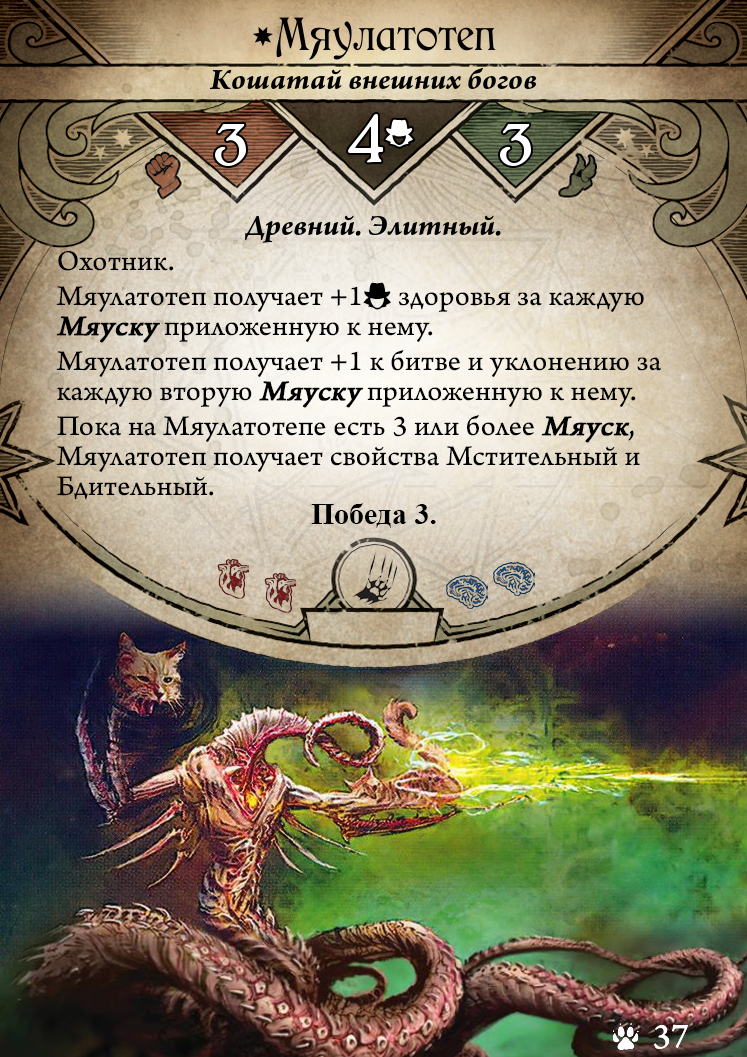 Мяулатотеп
Кошатай внешних богов
3 4 3
Древний. Элитный.
Охотник.
Мяулатотеп получает +1 здоровья за каждую
Мяуску приложенную к нему.
Мяулатотеп получает +1 к битве и уклонению за
каждую вторую Мяуску приложенную к нему.
Пока на Мяулатотепе есть 3 или более Мяуск,
Мяулатотеп получает свойства Мстительный и
Бдительный.
Победа 3.
37